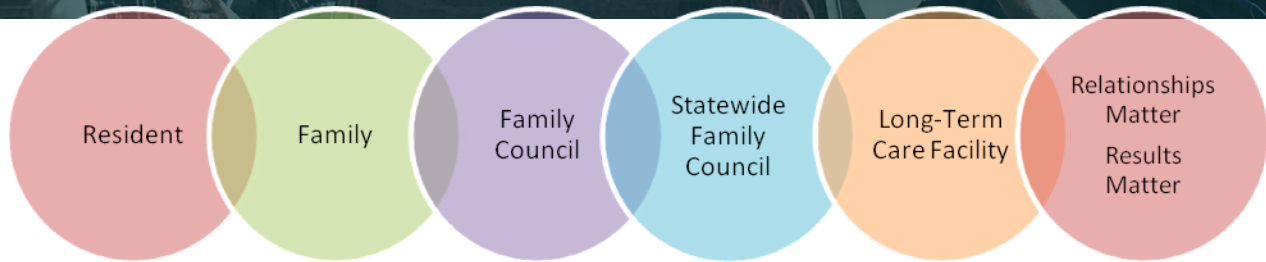 Resident
Family
Family
Council
Statewide
Family
Council
Long-Term
Care Facility
Relationships
Matter
Results
Matter